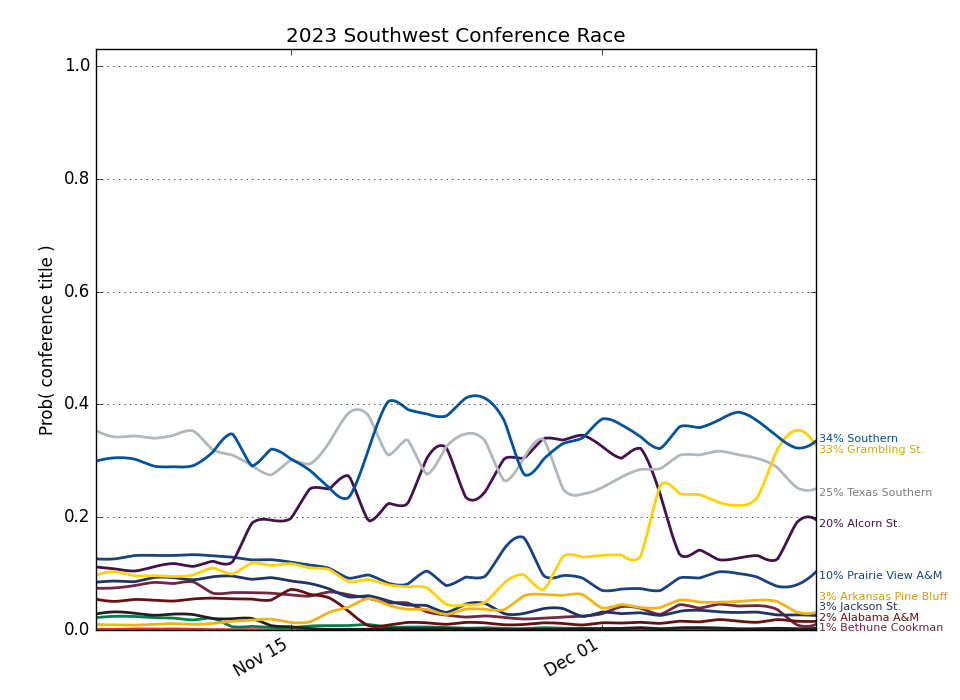 2023 Southwest Conference Race
Prob( conference title )
1.0
0.8
0.6
0.4
0.2
0.0
Nov 15
Dec 01
34% Southern
33% Grambling St.
25% Texas Southern
20% Alcorn St.
10% Prairie View A&M
3% Arkansas Pine Bluff
3% Jackson St.
2% Alabama A&M
1% Bethune Cookman